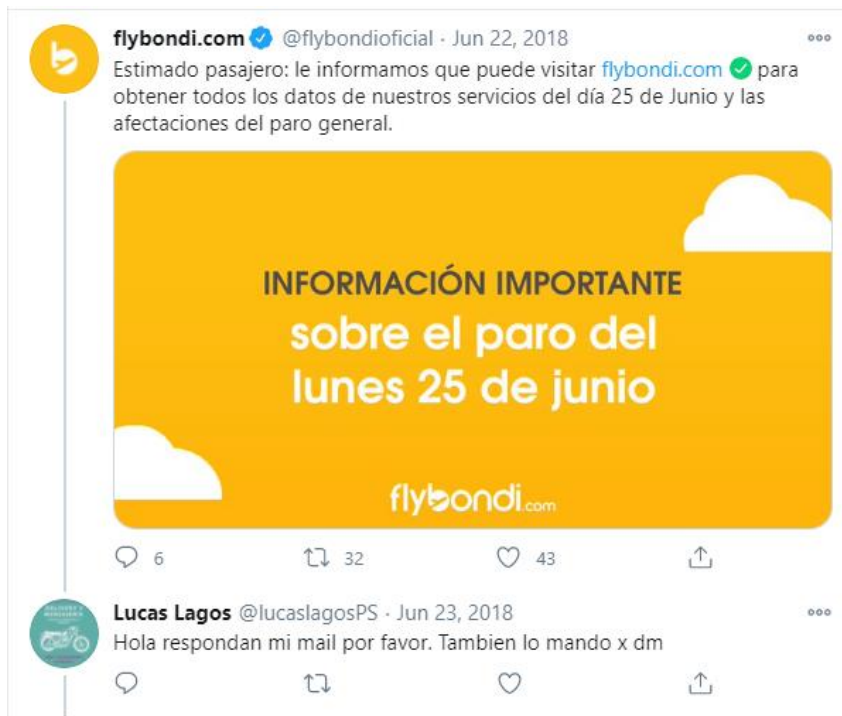 flybondi.com @flybondioficial · Jun 22, 2018
Estimado pasajero: le informamos que puede visitar flybondi.com para
obtener todos los datos de nuestros servicios del día 25 de Junio y las
afectaciones del paro general.
INFORMACIÓN IMPORTANTE
sobre el paro del
lunes 25 de junio
flybondi.com
6 32 43
Lucas Lagos @lucaslagosPS · Jun 23, 2018
Hola respondan mi mail por favor. Tambien lo mando x dm